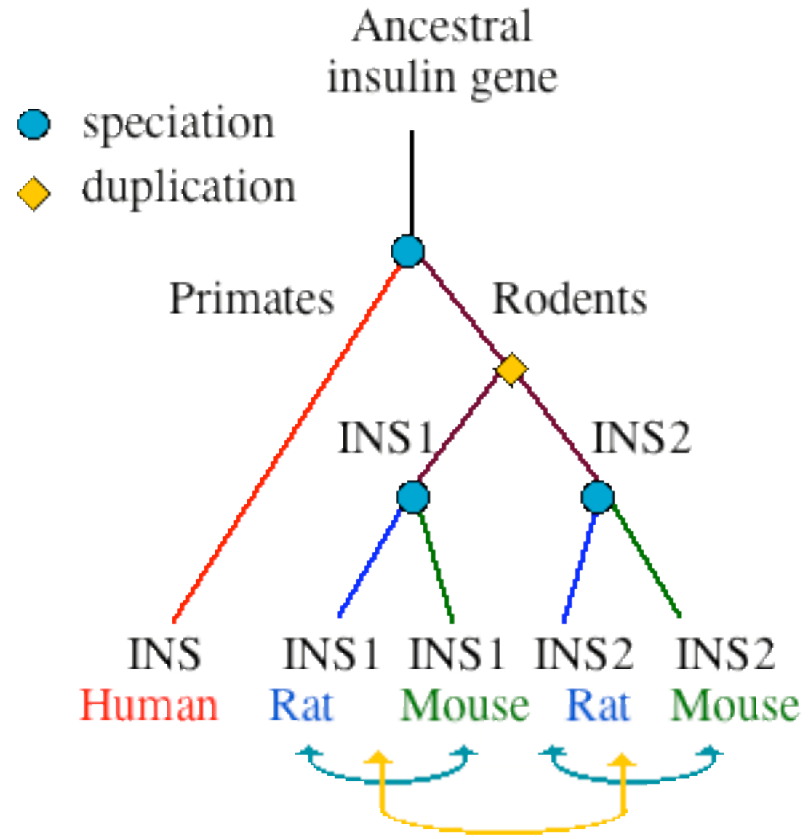 Ancestral
insulin gene
speciation
duplication
Primates
Rodents
INS1
INS2
INS
INS1
INS1
INS2
INS2
Human
Rat
Mouse
Rat
Mouse